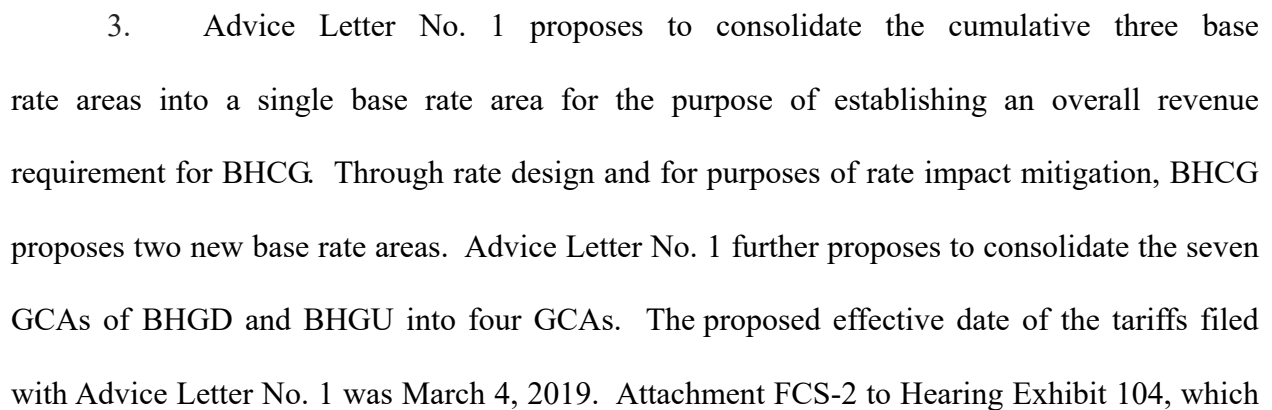 3. Advice Letter No. 1 proposes to consolidate the cumulative three base
rate areas into a single base rate area for the purpose of establishing an overall revenue
requirement for BHCG. Through rate design and for purposes of rate impact mitigation, BHCG
proposes two new base rate areas. Advice Letter No. 1 further proposes to consolidate the seven
GCAs of BHGD and BHGU into four GCAs. The proposed effective date of the tariffs filed
with Advice Letter No. 1 was March 4, 2019. Attachment FCS-2 to Hearing Exhibit 104, which